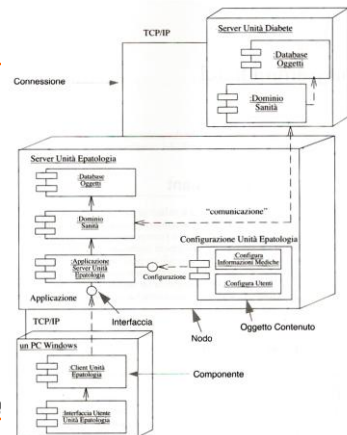 Server Unità Diabete
TCP/IP
:Database
Oggetti
Connessione
:Dominio
Sanità
Server Unità Epatologia
:Database
Oggetti
"comunicazione"
:Dominio
Sanità
Configurazione Unità Epatologia
:Configura
Informazioni Mediche
:Applicazione
Server Unità
Epatologia
Configurazione
:Configura Utenti
Applicazione
Interfaccia
Oggetto Contenuto
TCP/IP
Nodo
un PC Windows
:Client Unità
Epatologia
Componente
:Interfaccia Utente
Unità Epatologia